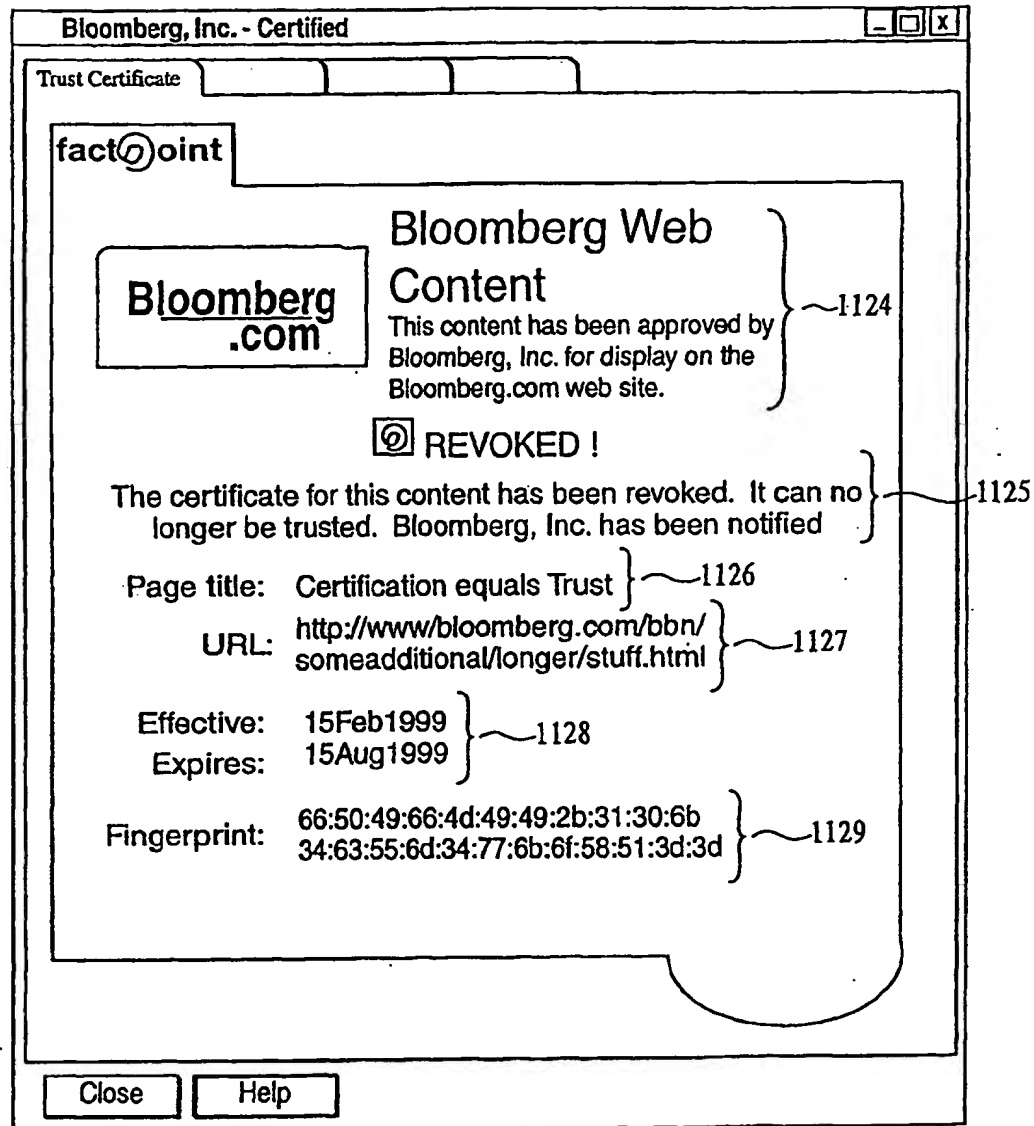 Bloomberg, Inc. - Certified
Trust Certificate
factpoint
Bloomberg Web
Content
Bloomberg
.com
This content has been approved by
Bloomberg, Inc. for display on the
Bloomberg.com web site.
1124
REVOKED !
The certificate for this content has been revoked. It can no
longer be trusted. Bloomberg, Inc. has been notified
1125
Page title: Certification equals Trust
1126
URL: http://www/bloomberg.com/bbn/
someadditional/longer/stuff.html
1127
Effective: 15Feb1999
Expires: 15Aug1999
1128
Fingerprint: 66:50:49:66:4d:49:49:2b:31:30:6b
34:63:55:6d:34:77:6b:6f:58:51:3d:3d
1129
Close Help